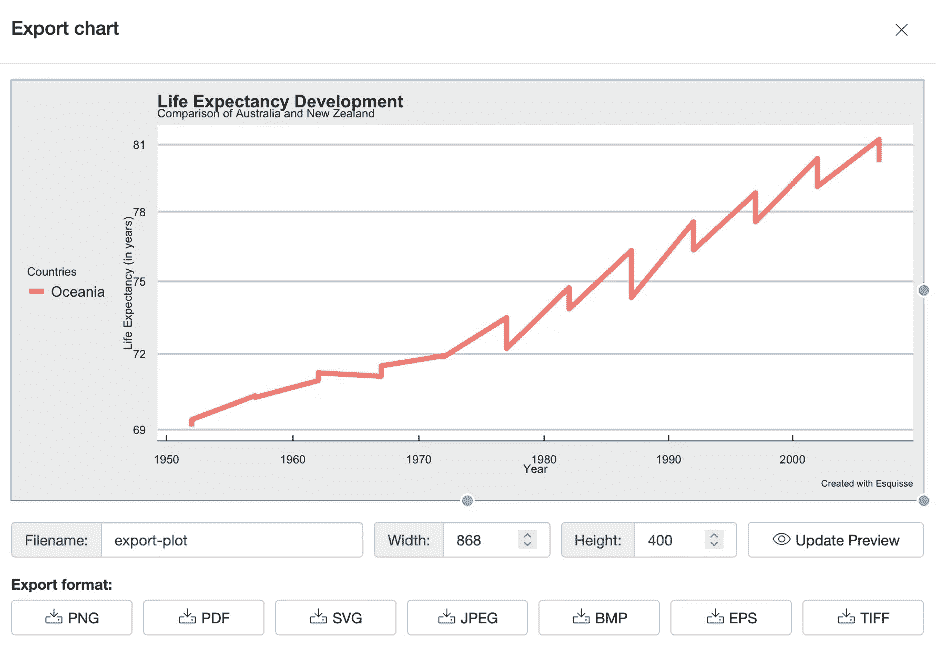 Export chart
Life Expectancy Development
Comparison of Australia and New Zealand
81
78
75
72
69
Life Expectancy (in years)
Countries
Oceania
1950 1960 1970 1980 1990 2000
Year
Created with Esquisse
Filename: export-plot Width: 868 Height: 400 Update Preview
Export format:
PNG PDF SVG JPEG BMP EPS TIFF